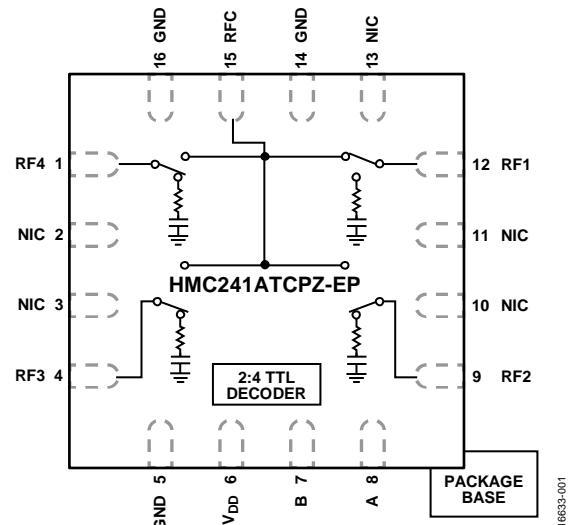 16 GND
15 RFC
14 GND
13 NIC
RF4 1
12 RF1
NIC 2
11 NIC
HMC241ATCPZ-EP
NIC 3
10 NIC
RF3 4
9 RF2
2:4 TTL
DECODER
GND 5
VDD 6
B 7
A 8
PACKAGE
BASE
16633-001